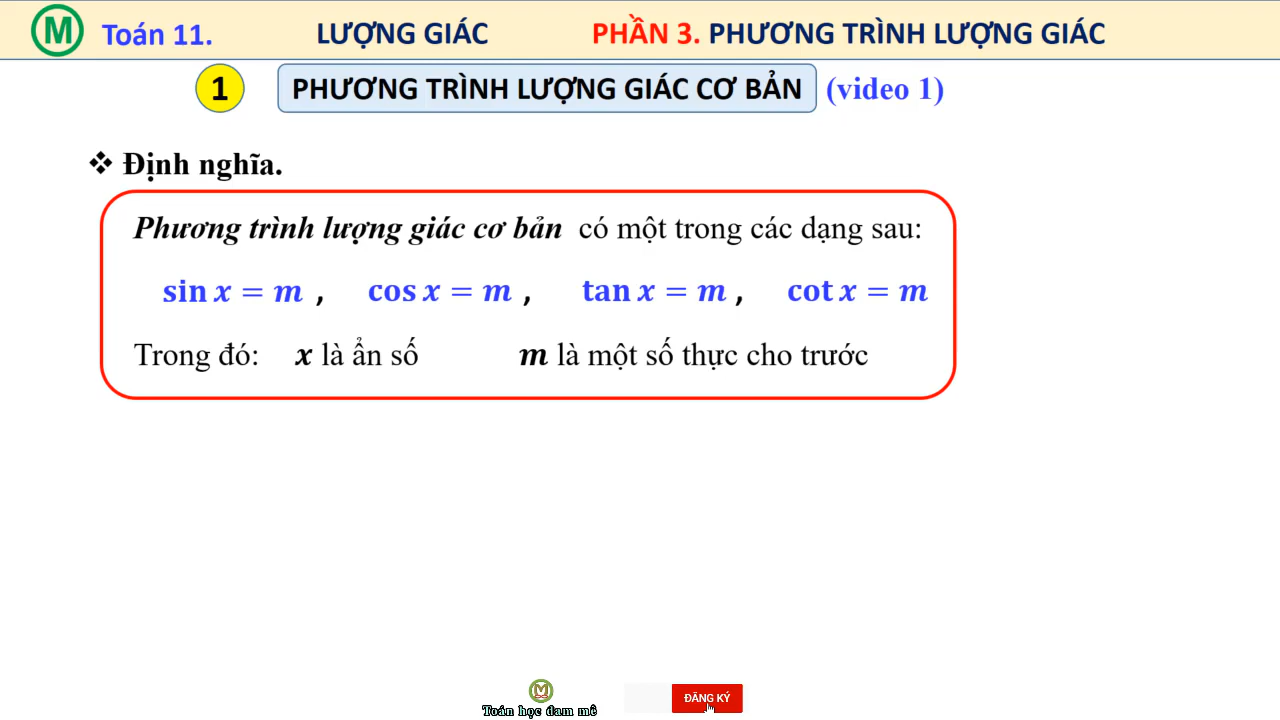 M Toán 11. LƯỢNG GIÁC PHẦN 3. PHƯƠNG TRÌNH LƯỢNG GIÁC
1 PHƯƠNG TRÌNH LƯỢNG GIÁC CƠ BẢN (video 1)
❖ Định nghĩa.
Phương trình lượng giác cơ bản có một trong các dạng sau:
sin x = m , cos x = m , tan x = m , cot x = m
Trong đó: x là ẩn số m là một số thực cho trước
M
Toán học đam mê
ĐĂNG KÝ